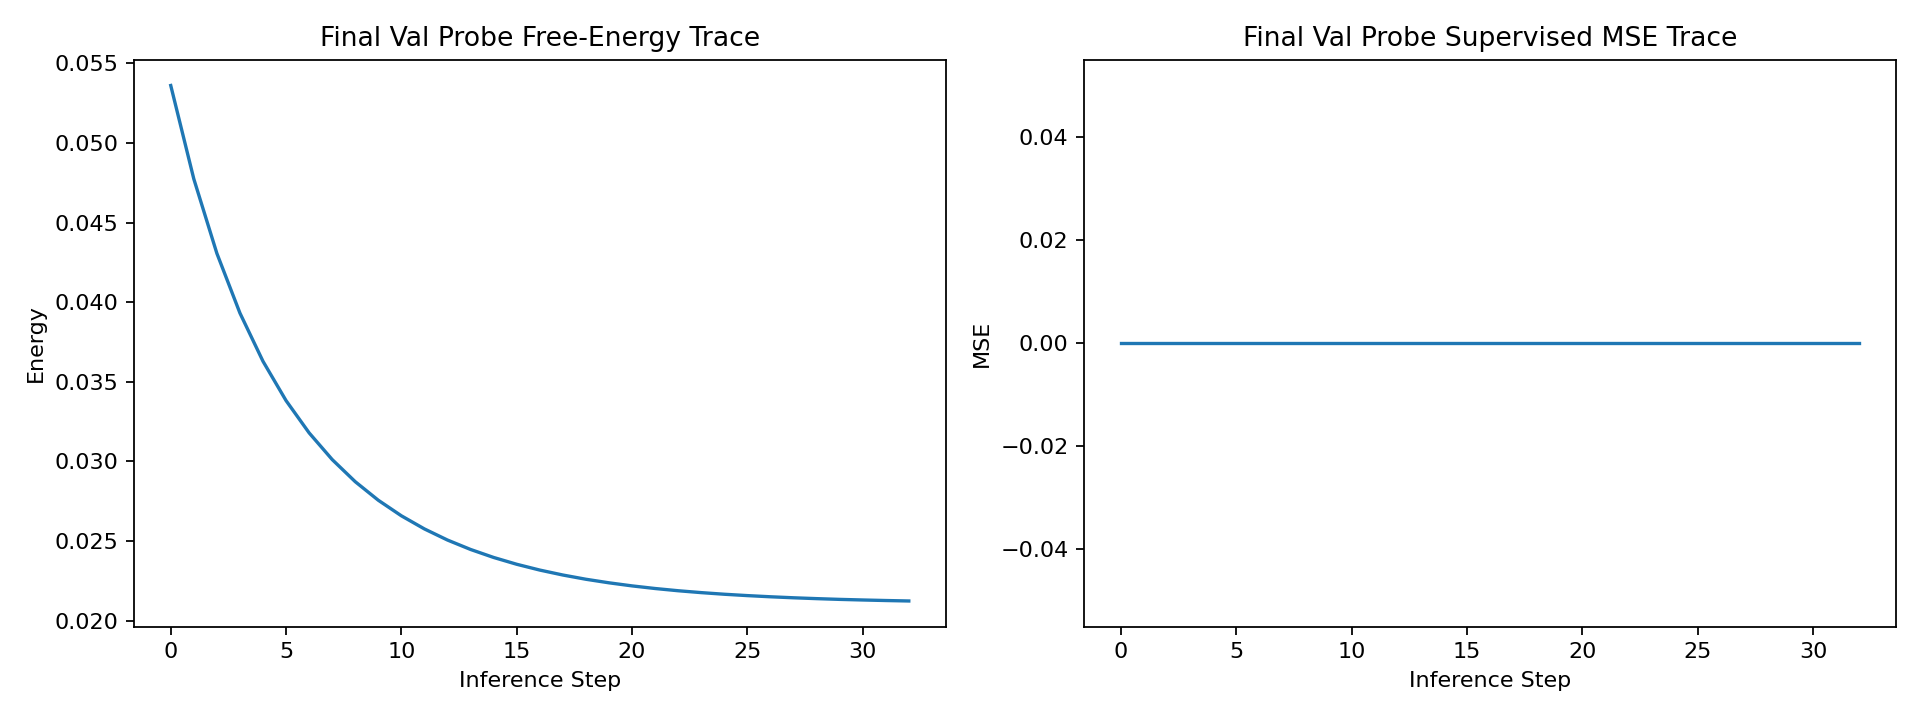 Final Val Probe Free-Energy Trace
0.055
0.050
0.045
0.040
0.035
0.030
0.025
0.020
Energy
0 5 10 15 20 25 30
Inference Step
Final Val Probe Supervised MSE Trace
0.04
0.02
0.00
−0.02
−0.04
MSE
0 5 10 15 20 25 30
Inference Step